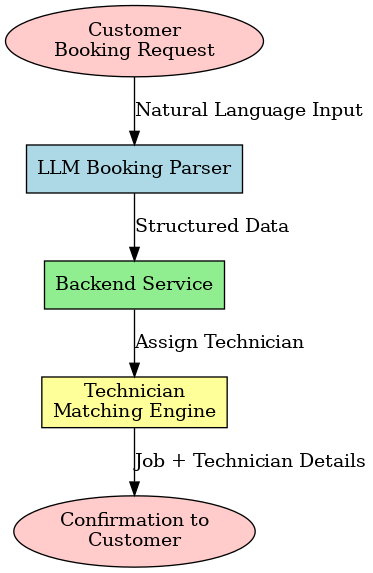 Customer
Booking Request
Natural Language Input
LLM Booking Parser
Structured Data
Backend Service
Assign Technician
Technician
Matching Engine
Job + Technician Details
Confirmation to
Customer